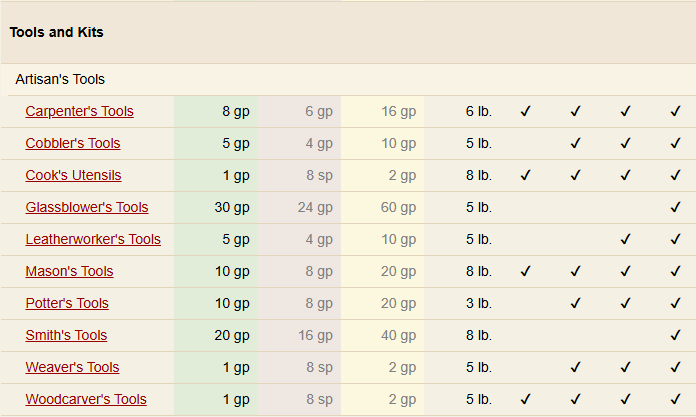 Tools and Kits
Artisan's Tools
Carpenter's Tools 8 gp 6 gp 16 gp 6 lb. ✓ ✓ ✓ ✓
Cobbler's Tools 5 gp 4 gp 10 gp 5 lb. ✓ ✓ ✓
Cook's Utensils 1 gp 8 sp 2 gp 8 lb. ✓ ✓ ✓ ✓
Glassblower's Tools 30 gp 24 gp 60 gp 5 lb. ✓
Leatherworker's Tools 5 gp 4 gp 10 gp 5 lb. ✓ ✓
Mason's Tools 10 gp 8 gp 20 gp 8 lb. ✓ ✓ ✓ ✓
Potter's Tools 10 gp 8 gp 20 gp 3 lb. ✓ ✓ ✓
Smith's Tools 20 gp 16 gp 40 gp 8 lb. ✓
Weaver's Tools 1 gp 8 sp 2 gp 5 lb. ✓ ✓ ✓
Woodcarver's Tools 1 gp 8 sp 2 gp 5 lb. ✓ ✓ ✓ ✓